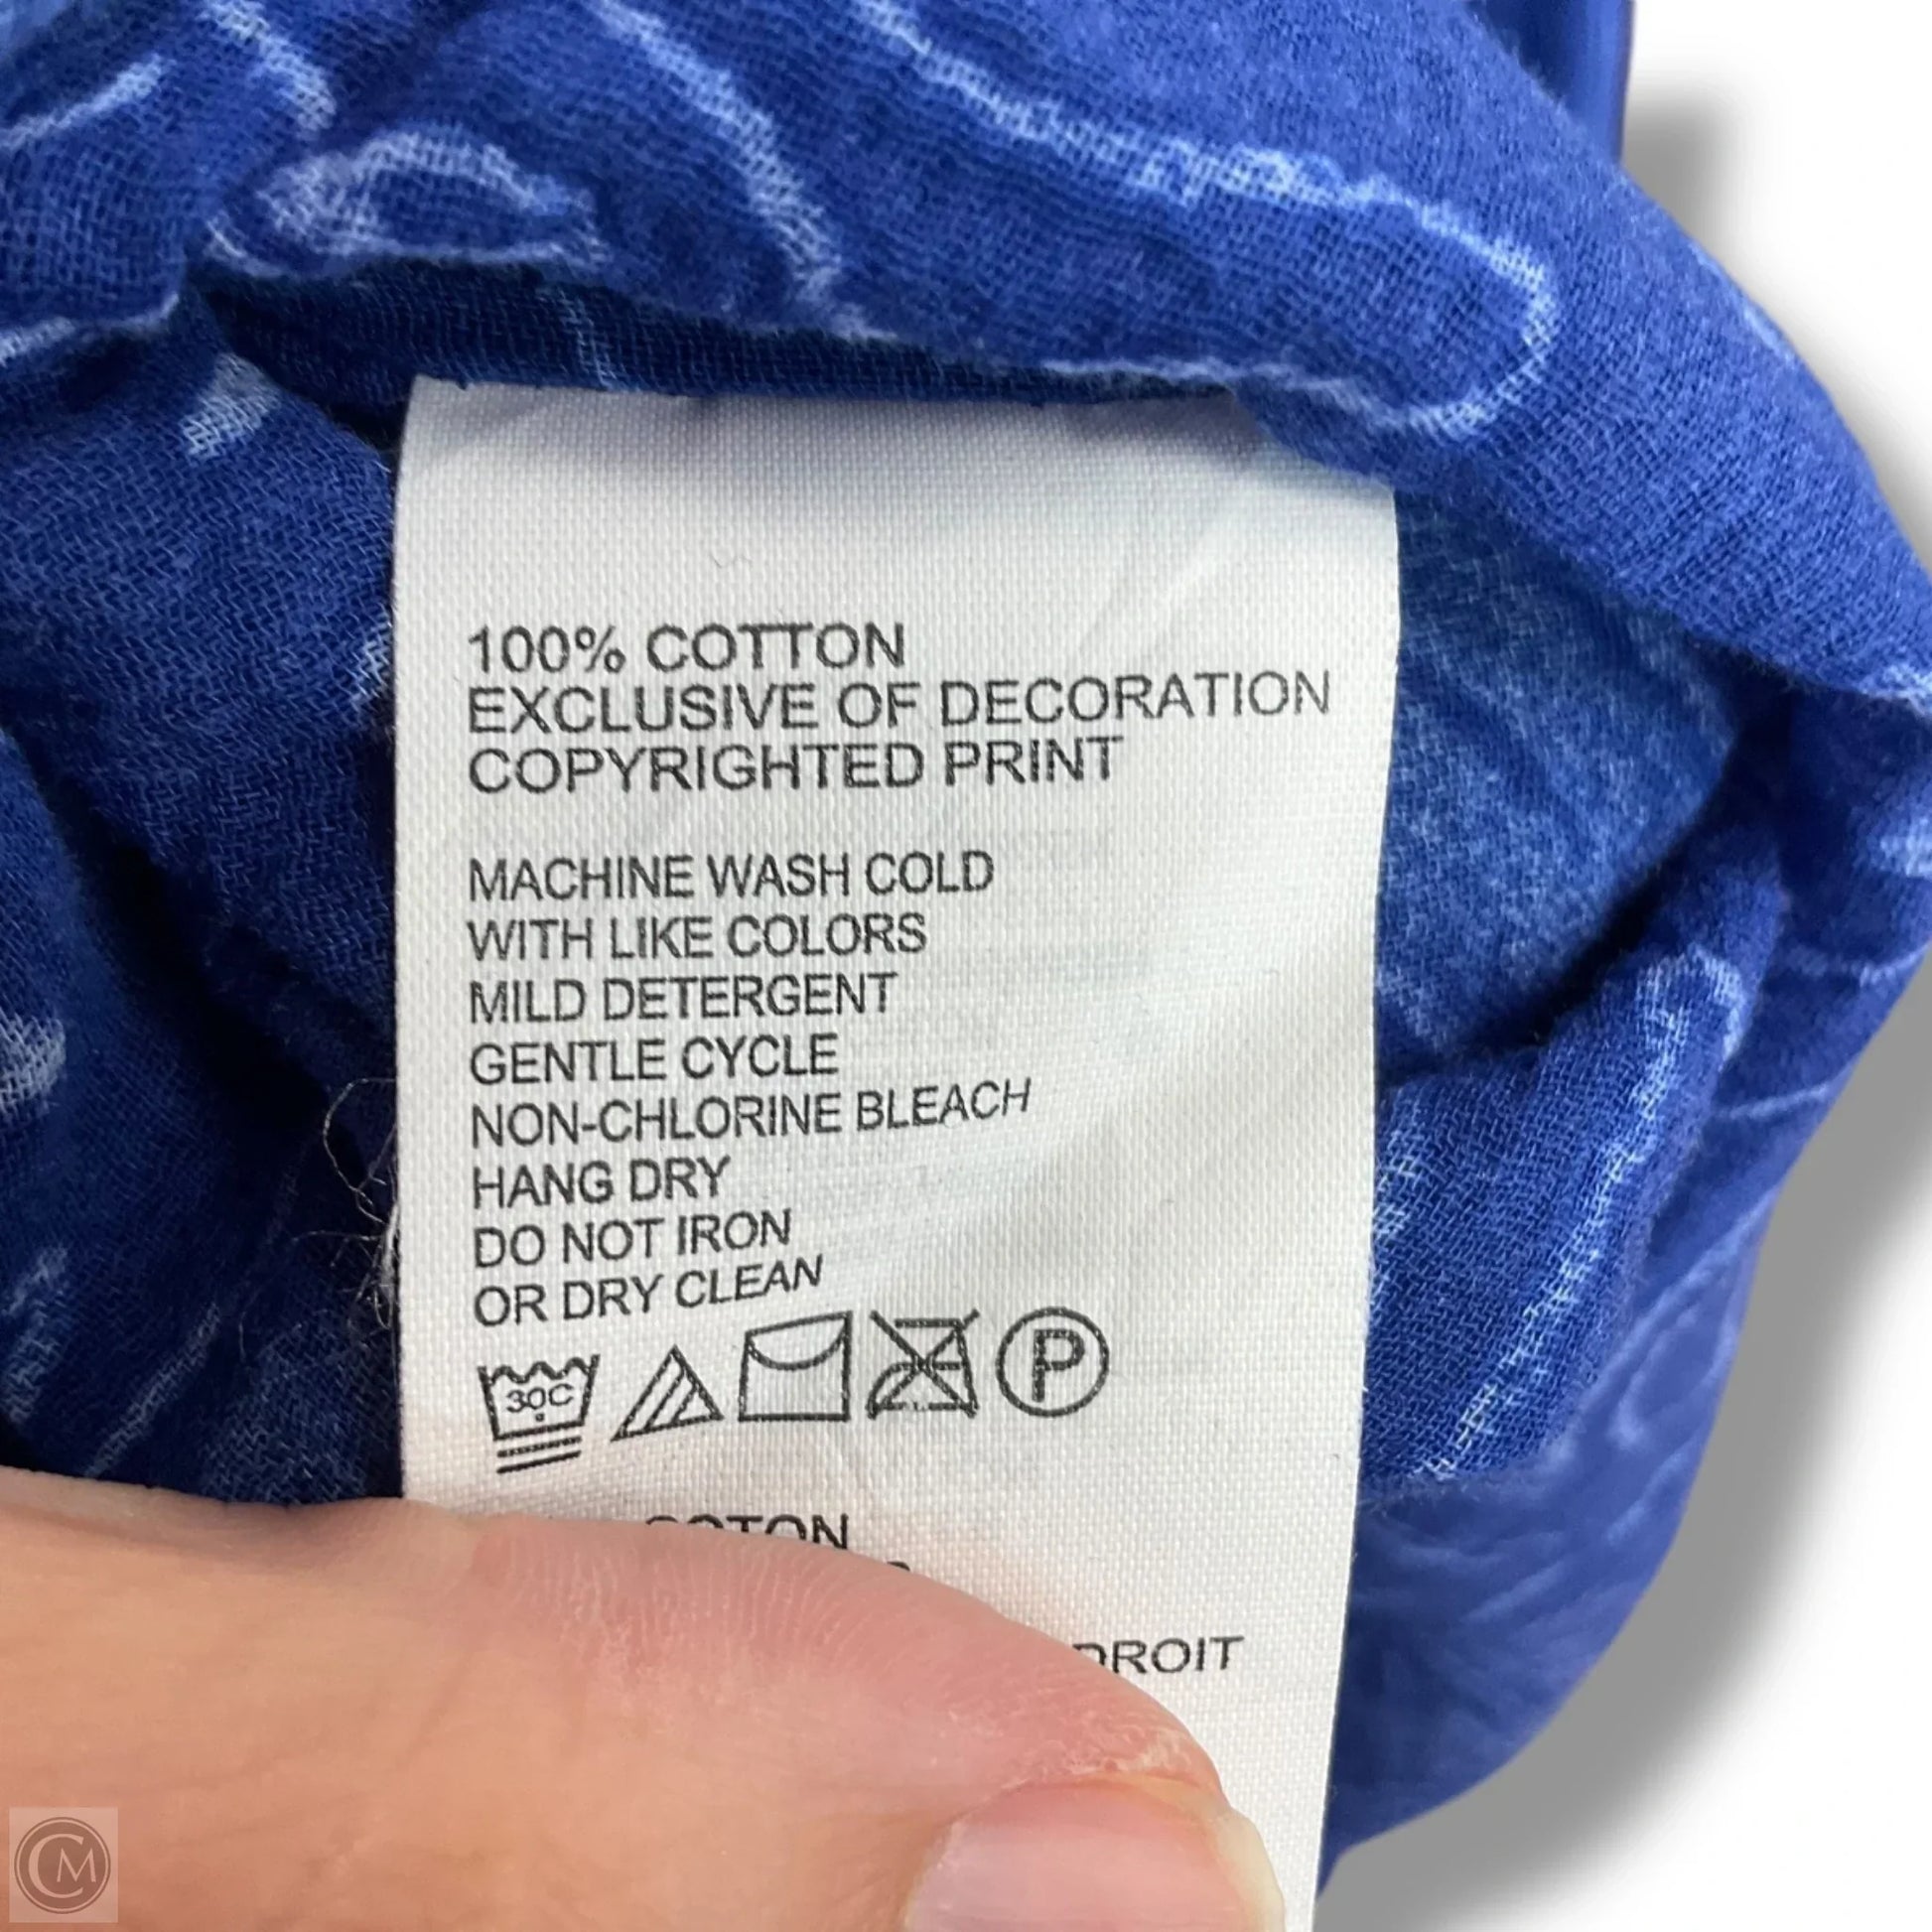 100% COTTON
EXCLUSIVE OF DECORATION
COPYRIGHTED PRINT
MACHINE WASH COLD
WITH LIKE COLORS
MILD DETERGENT
GENTLE CYCLE
NON-CHLORINE BLEACH
HANG DRY
DO NOT IRON
OR DRY CLEAN
30C
P
CM